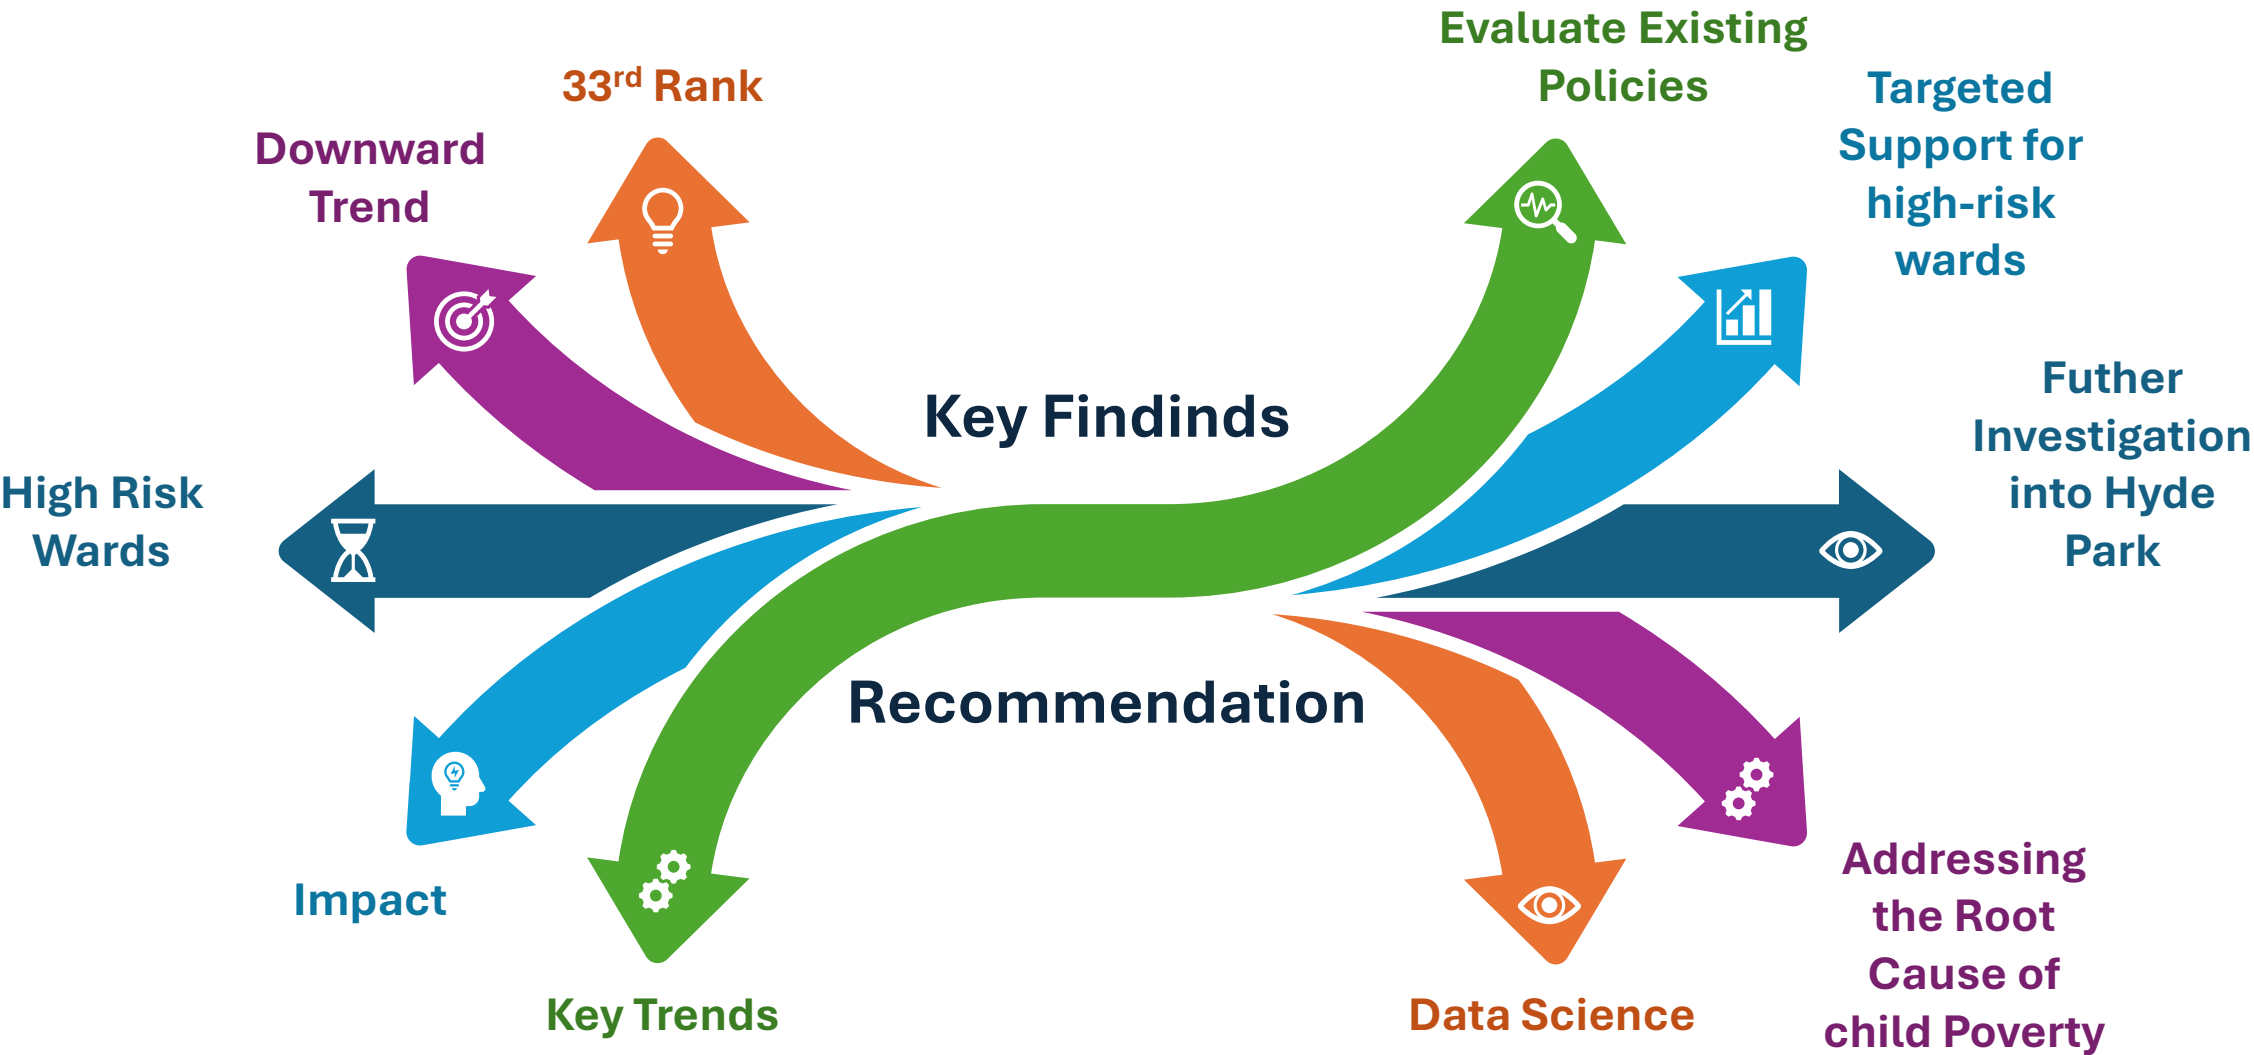 33rd Rank
Downward
Trend
High Risk
Wards
Impact
Key Trends
Key Findinds
Recommendation
Evaluate Existing
Policies
Targeted
Support for
high-risk
wards
Futher
Investigation
into Hyde
Park
Addressing
the Root
Cause of
child Poverty
Data Science